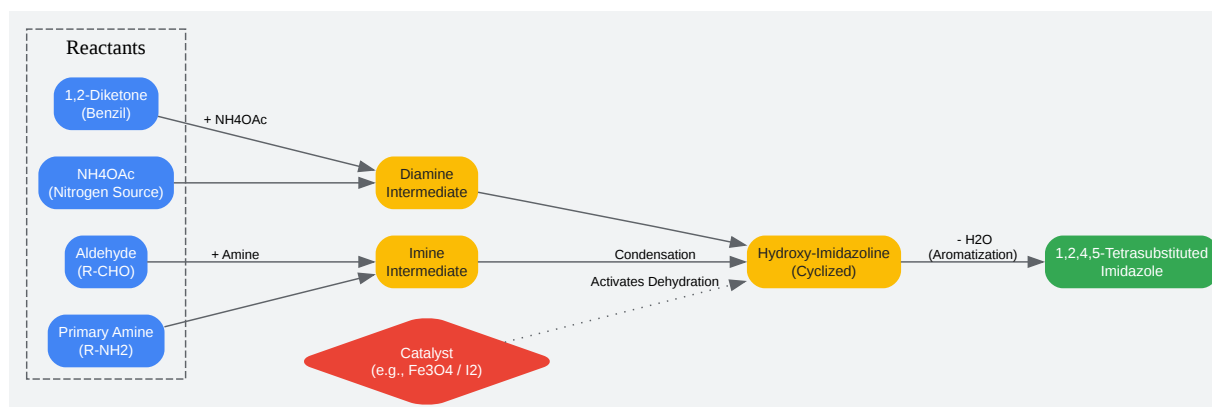 Reactants
1,2-Diketone
(Benzil)
+ NH4OAc
NH4OAc
(Nitrogen Source)
Diamine
Intermediate
Aldehyde
(R-CHO)
+ Amine
Imine
Intermediate
Condensation
Activates Dehydration
Hydroxy-Imidazoline
(Cyclized)
- H2O
(Aromatization)
1,2,4,5-Tetrasubstituted
Imidazole
Primary Amine
(R-NH2)
Catalyst
(e.g., Fe3O4 / I2)